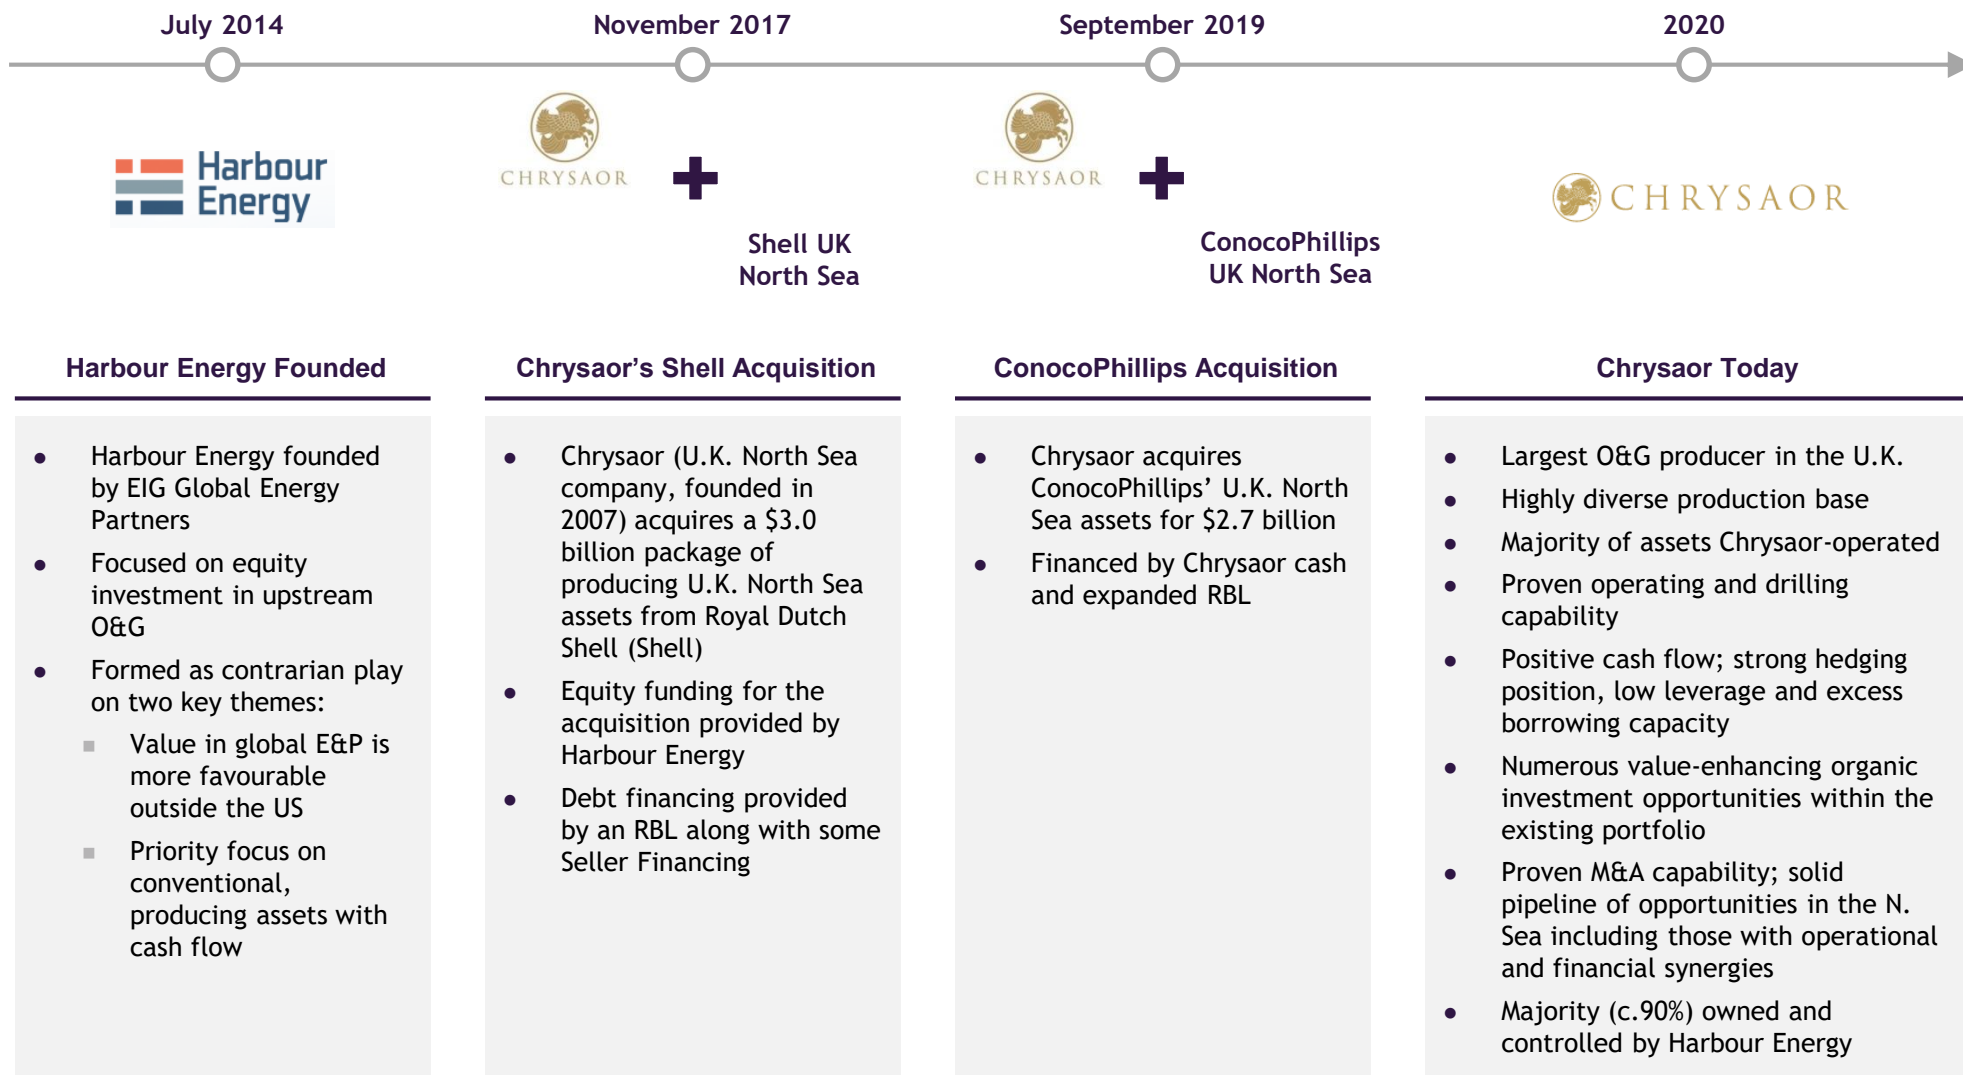 July 2014
November 2017
September 2019
2020
Harbour
Energy
CHRYSAOR
CHRYSAOR
CHRYSAOR
Shell UK
North Sea
ConocoPhillips
UK North Sea
Harbour Energy Founded
● Harbour Energy founded
by EIG Global Energy
Partners
● Focused on equity
investment in upstream
O&G
● Formed as contrarian play
on two key themes:
■ Value in global E&P is
more favourable
outside the US
■ Priority focus on
conventional,
producing assets with
cash flow
Chrysaor’s Shell Acquisition
● Chrysaor (U.K. North Sea
company, founded in
2007) acquires a $3.0
billion package of
producing U.K. North Sea
assets from Royal Dutch
Shell (Shell)
● Equity funding for the
acquisition provided by
Harbour Energy
● Debt financing provided
by an RBL along with some
Seller Financing
ConocoPhillips Acquisition
● Chrysaor acquires
ConocoPhillips’ U.K. North
Sea assets for $2.7 billion
● Financed by Chrysaor cash
and expanded RBL
Chrysaor Today
● Largest O&G producer in the U.K.
● Highly diverse production base
● Majority of assets Chrysaor-operated
● Proven operating and drilling
capability
● Positive cash flow; strong hedging
position, low leverage and excess
borrowing capacity
● Numerous value-enhancing organic
investment opportunities within the
existing portfolio
● Proven M&A capability; solid
pipeline of opportunities in the N.
Sea including those with operational
and financial synergies
● Majority (c.90%) owned and
controlled by Harbour Energy